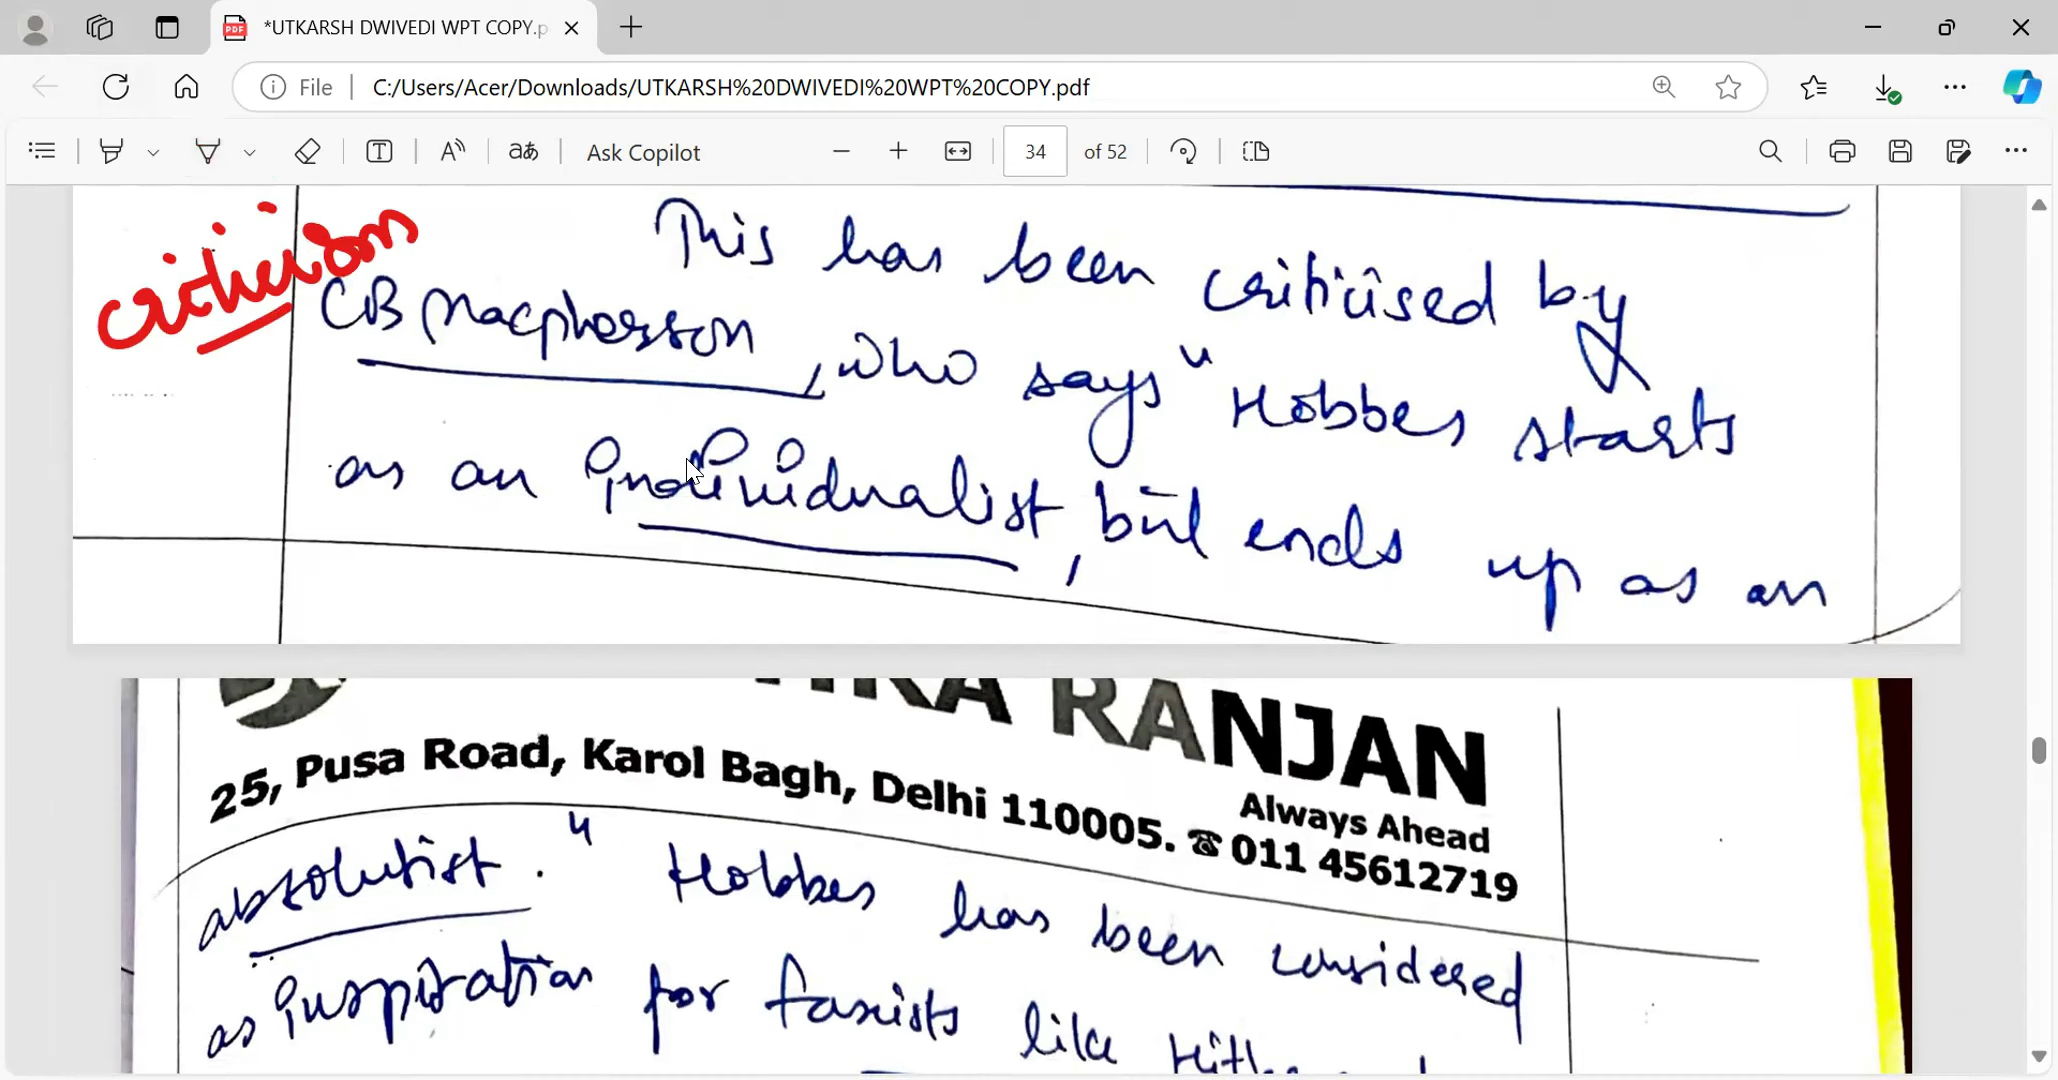 *UTKARSH DWIVEDI WPT COPY.p
File C:/Users/Acer/Downloads/UTKARSH%20DWIVEDI%20WPT%20COPY.pdf
Ask Copilot 34 of 52
criticism
This has been criticised by
CB Macpherson, who says "Hobbes starts
as an individualist, but ends up as an
RANJAN
25, Pusa Road, Karol Bagh, Delhi 110005. ☎ 011 45612719
Always Ahead
absolutist." Hobbes has been considered
as inspiration for fascists like